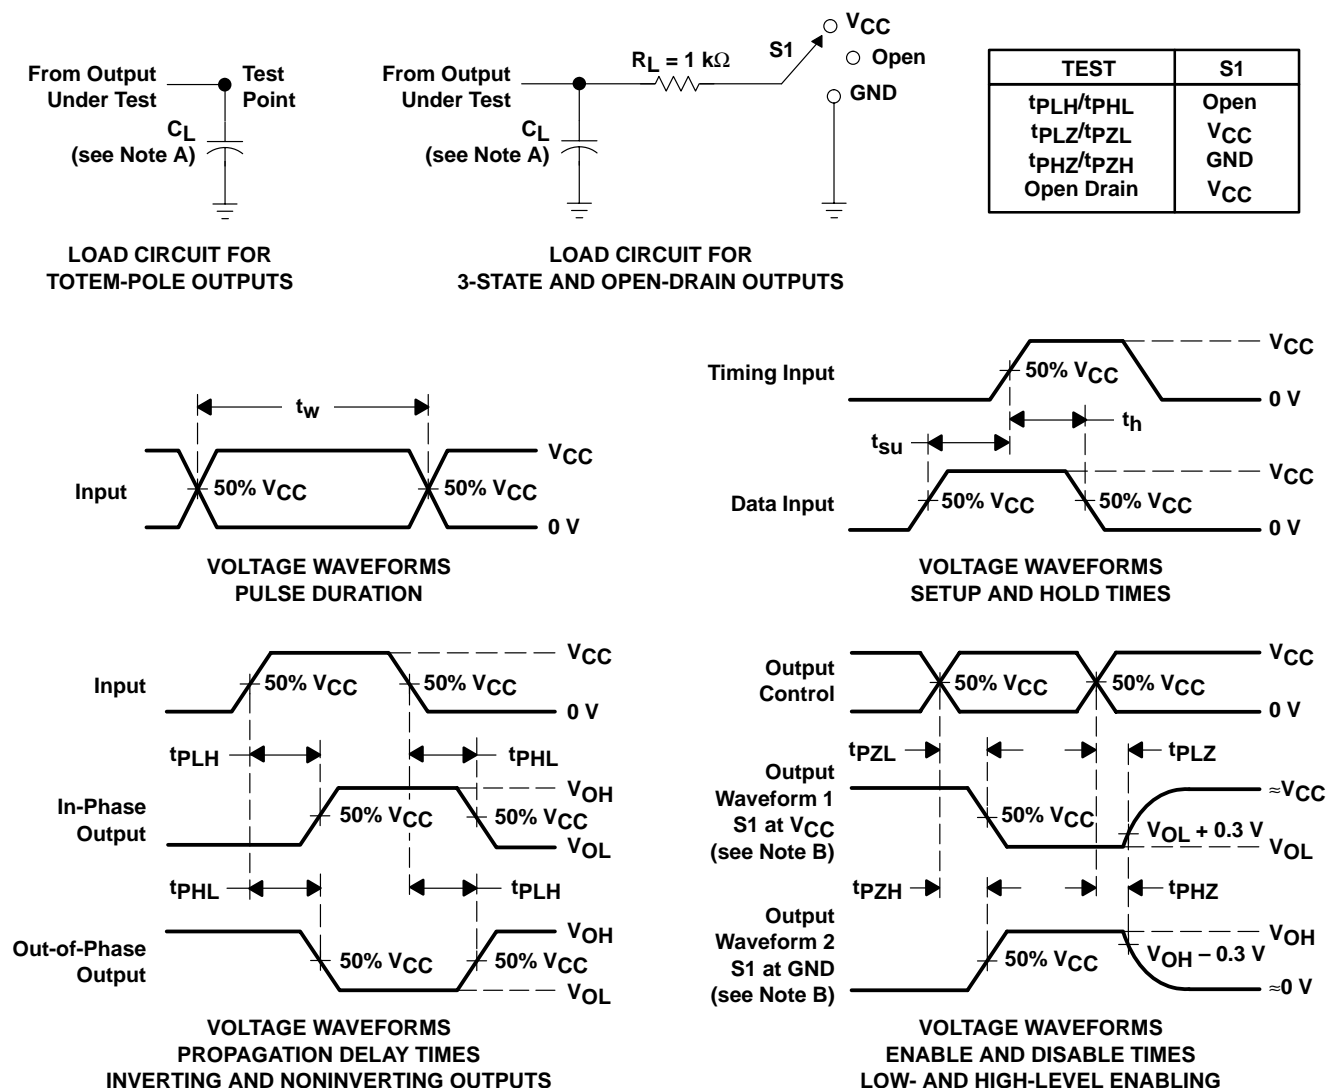 From Output
Under Test
Test
Point
CL
(see Note A)
LOAD CIRCUIT FOR
TOTEM-POLE OUTPUTS
From Output
Under Test
RL = 1 kΩ
S1
VCC
Open
GND
CL
(see Note A)
LOAD CIRCUIT FOR
3-STATE AND OPEN-DRAIN OUTPUTS
TEST S1
tPLH/tPHL Open
tPLZ/tPZL VCC
tPHZ/tPZH GND
Open Drain VCC
tw
Input
50% VCC
50% VCC
VCC
0 V
VOLTAGE WAVEFORMS
PULSE DURATION
Timing Input
50% VCC
VCC
0 V
tsu
th
Data Input
50% VCC
50% VCC
VCC
0 V
VOLTAGE WAVEFORMS
SETUP AND HOLD TIMES
Input
50% VCC
50% VCC
VCC
0 V
tPLH
tPHL
In-Phase
Output
50% VCC
50% VCC
VOH
VOL
tPHL
tPLH
Out-of-Phase
Output
50% VCC
50% VCC
VOH
VOL
VOLTAGE WAVEFORMS
PROPAGATION DELAY TIMES
INVERTING AND NONINVERTING OUTPUTS
Output
Control
50% VCC
50% VCC
VCC
0 V
tPZL
tPLZ
Output
Waveform 1
S1 at VCC
(see Note B)
50% VCC
VOL + 0.3 V
≈VCC
VOL
tPZH
tPHZ
Output
Waveform 2
S1 at GND
(see Note B)
50% VCC
VOH − 0.3 V
VOH
≈0 V
VOLTAGE WAVEFORMS
ENABLE AND DISABLE TIMES
LOW- AND HIGH-LEVEL ENABLING